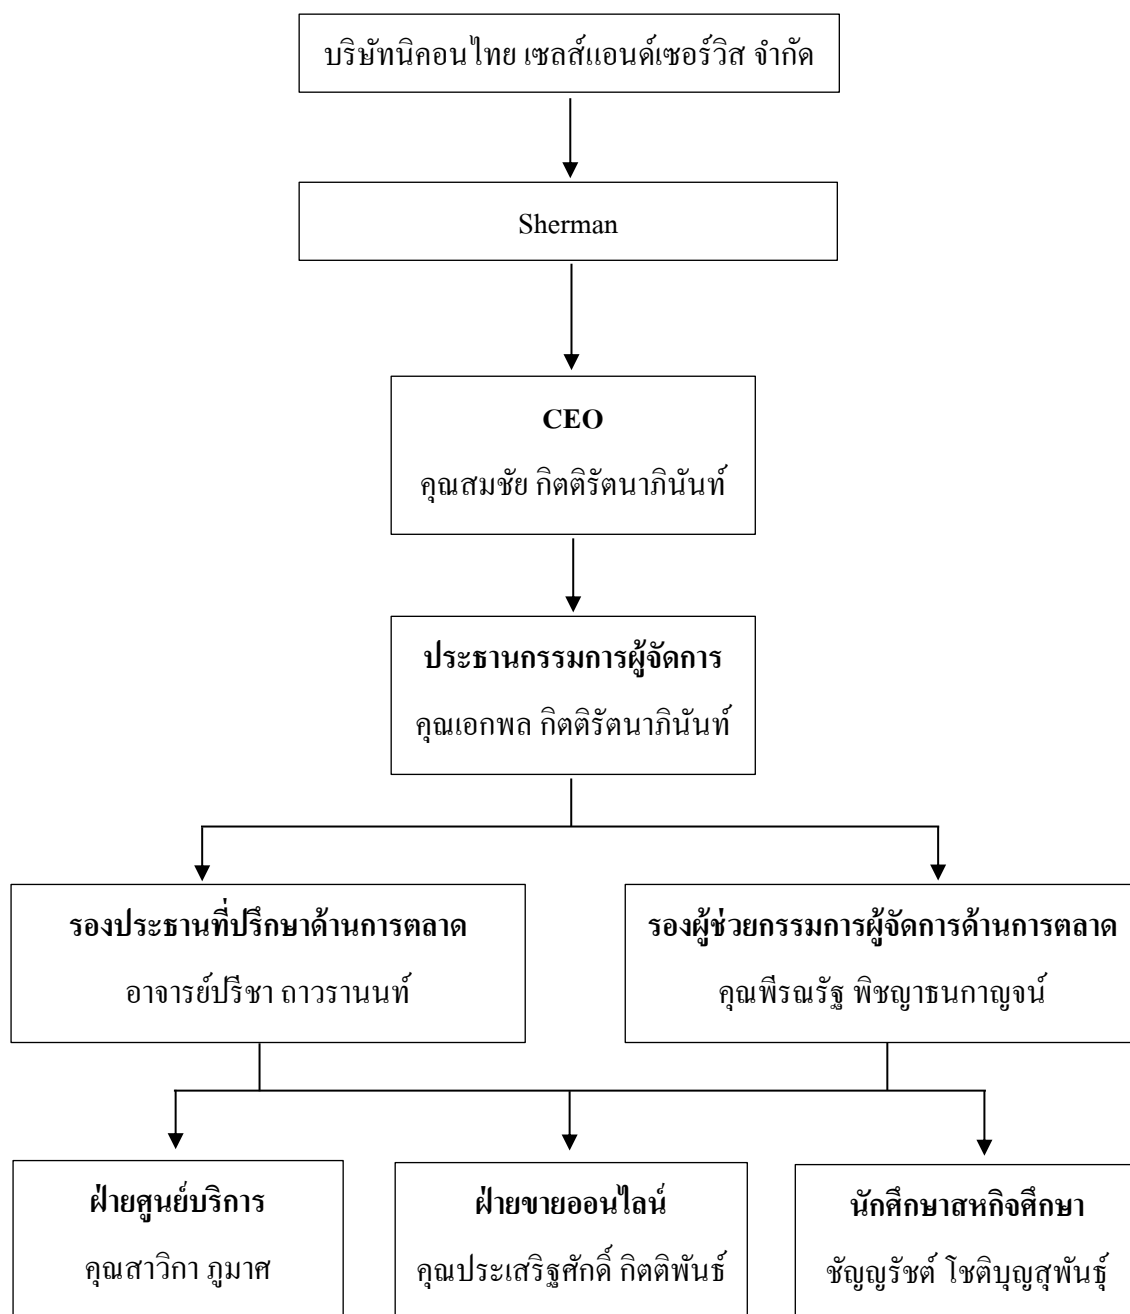 บริษัทนิคอนไทย เซลส์แอนด์เซอร์วิส จำกัด
Sherman
CEO
คุณสมชัย กิตติรัตนาภินันท์
ประธานกรรมการผู้จัดการ
คุณเอกพล กิตติรัตนาภินันท์
รองประธานที่ปรึกษาด้านการตลาด
อาจารย์ปรีชา ถาวรานนท์
รองผู้ช่วยกรรมการผู้จัดการด้านการตลาด
คุณพีรณรัฐ พิชญาธนกาญจน์
ฝ่ายศูนย์บริการ
คุณสาวิกา ภูมาศ
ฝ่ายขายออนไลน์
คุณประเสริฐศักดิ์ กิตติพันธ์
นักศึกษาสหกิจศึกษา
ชัญญรัชต์ โชติบุญสุพันธุ์